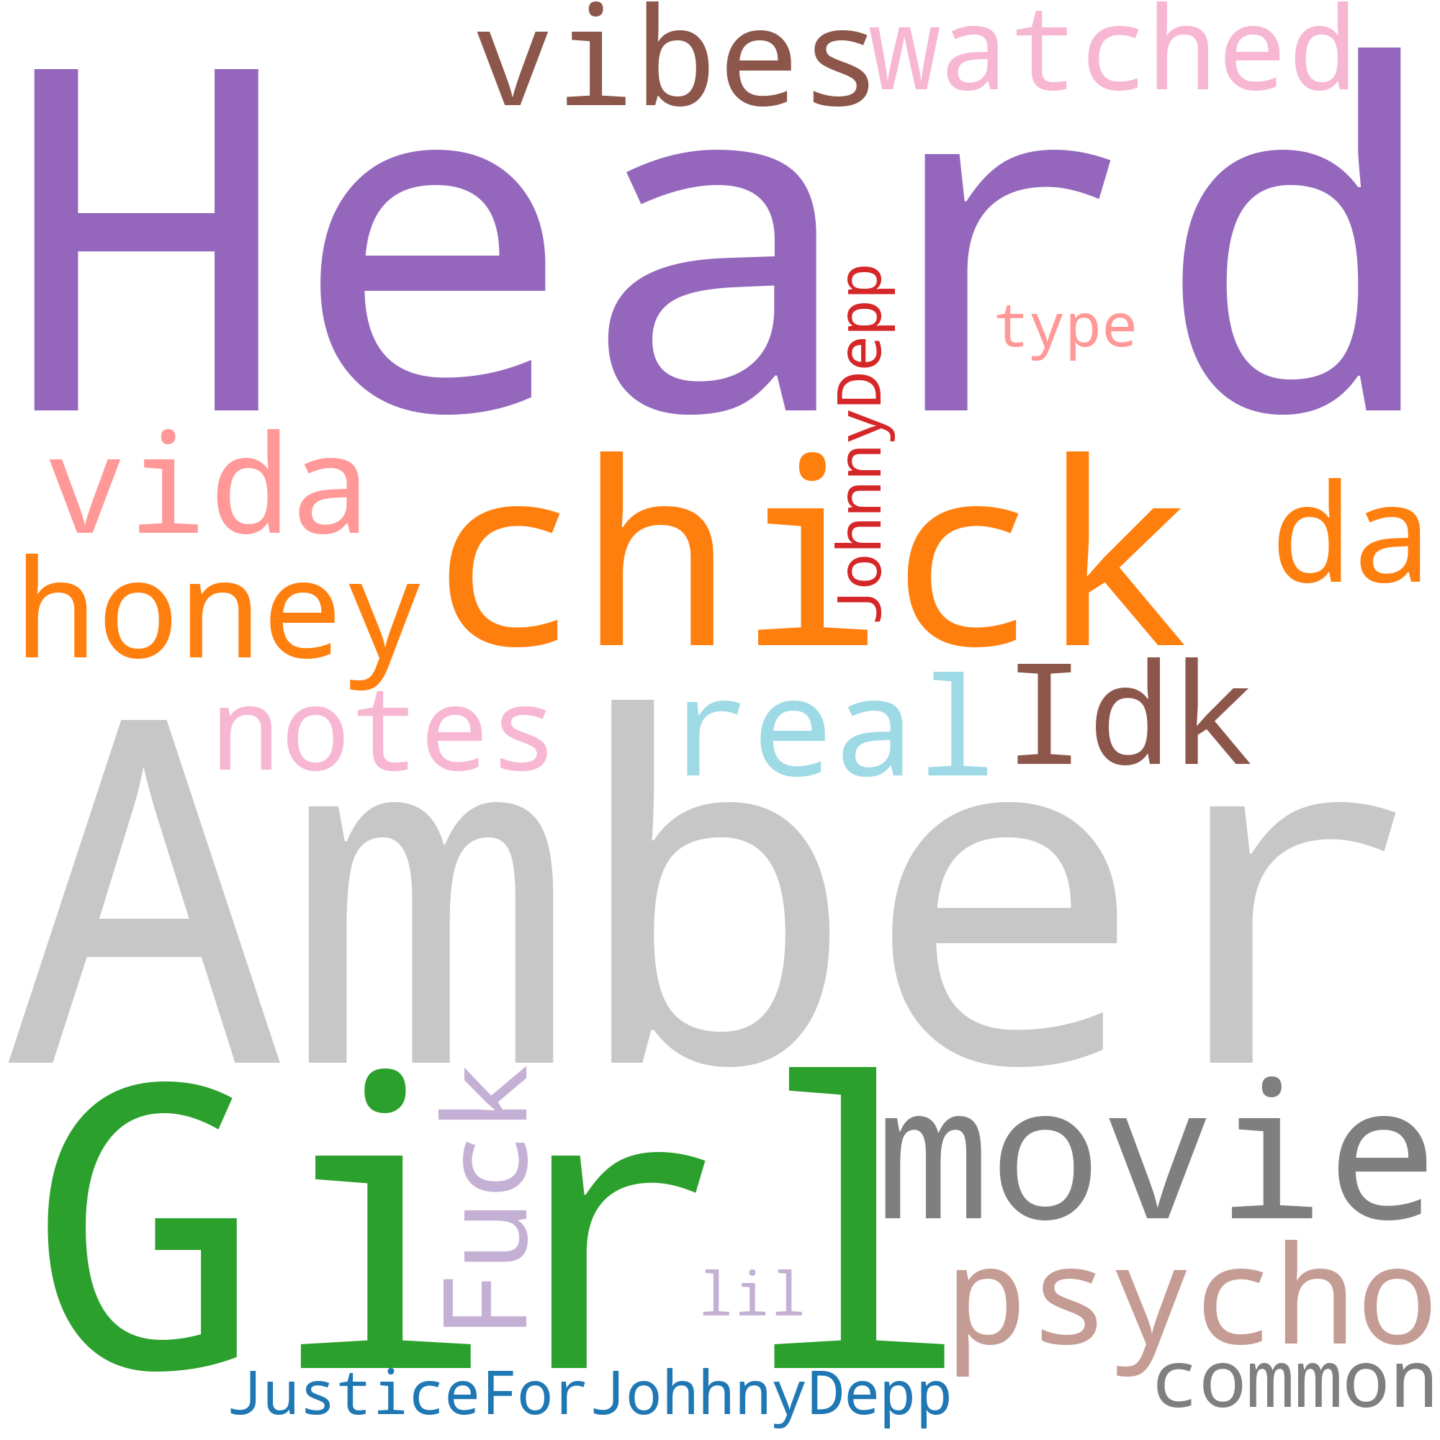 vibes watched
Heard
type
JohnnyDepp
vida chick da
honey
notes real Idk
Amber
Girl movie
Fuck
lil psycho
JusticeForJohhnyDepp common